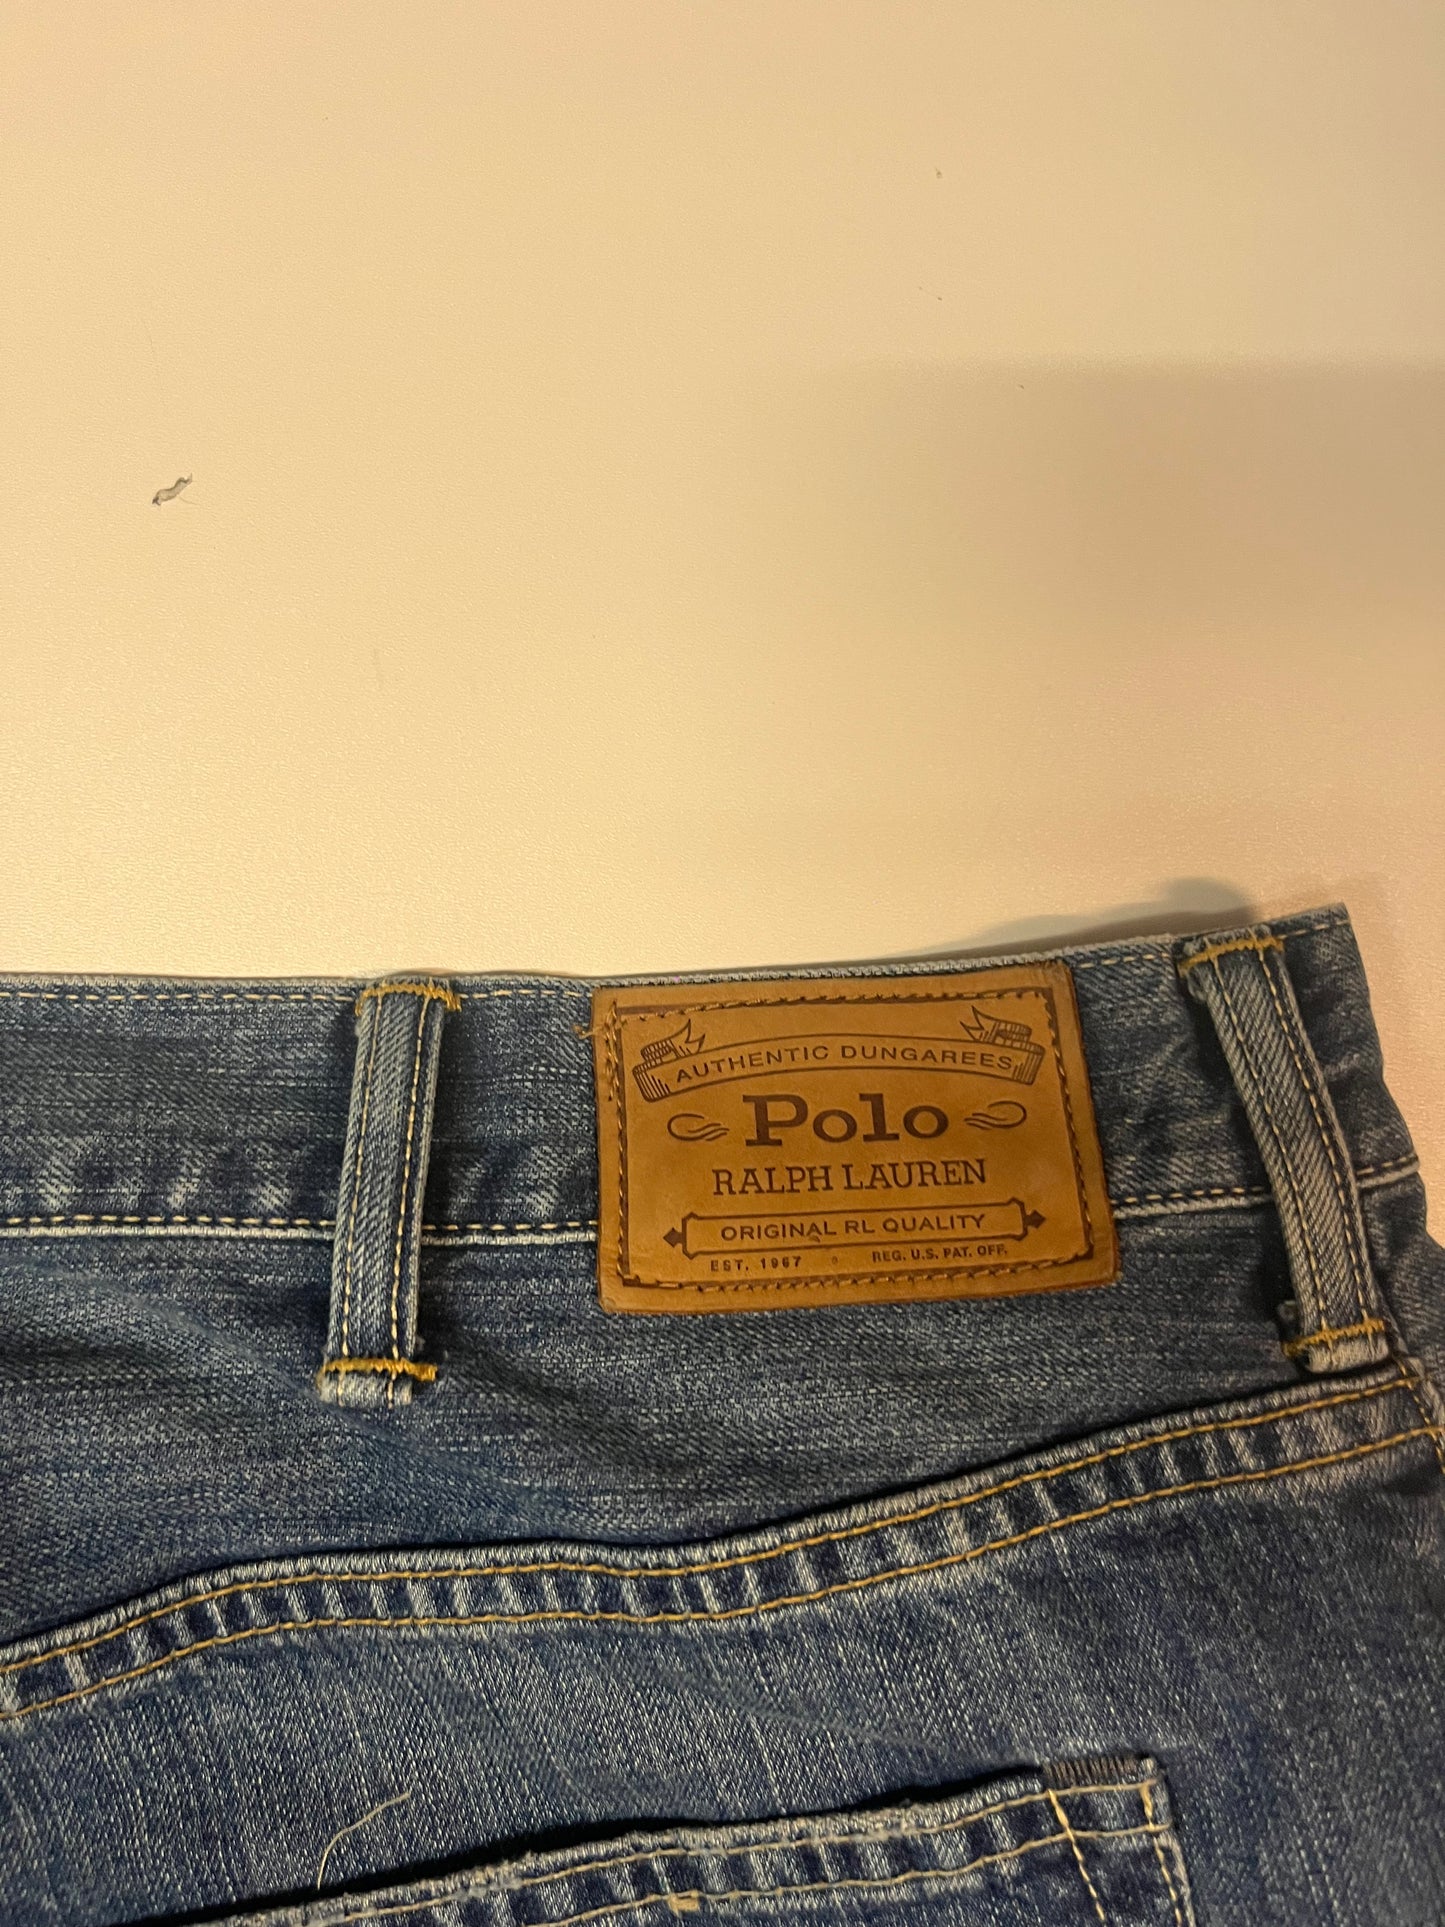 AUTHENTIC DUNGAREES
Polo
RALPH LAUREN
ORIGINAL RL QUALITY
EST. 1967 REG. U.S. PAT. OFF.